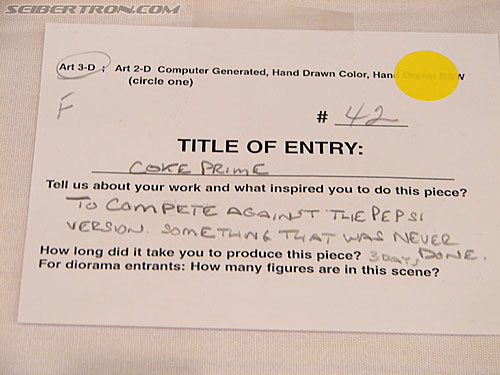 SEIBERTRON.COM
Art 3-D ; Art 2-D Computer Generated, Hand Drawn Color, Hand Drawn B&W
(circle one)
F
# 42
TITLE OF ENTRY:
COKE PRIME
Tell us about your work and what inspired you to do this piece?
TO COMPETE AGAINST THE PEPSI
VERSION. SOMETHING THAT WAS NEVER
DONE.
How long did it take you to produce this piece? 3 DAYS
For diorama entrants: How many figures are in this scene?